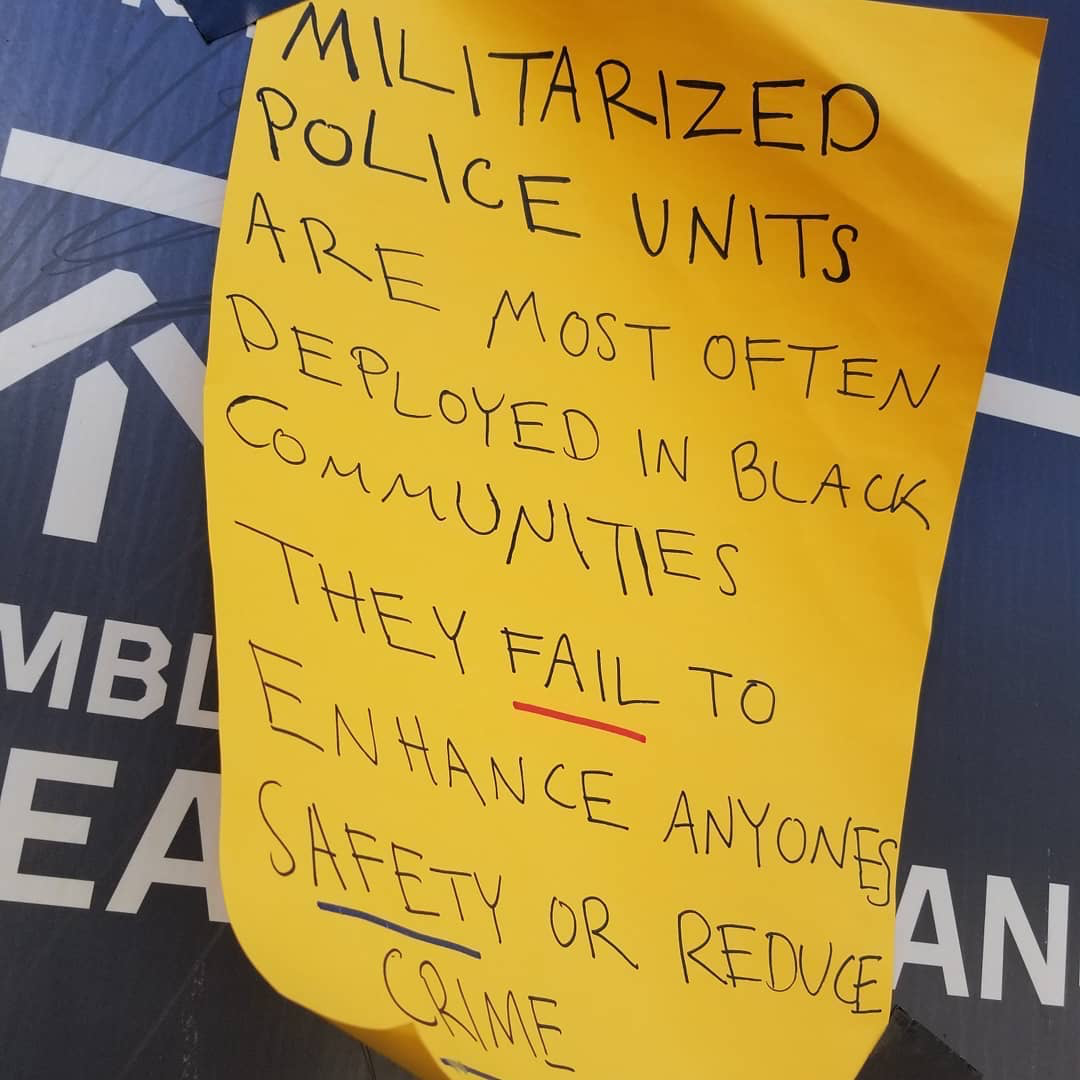 MILITARIZED
POLICE UNITS
ARE MOST OFTEN
DEPLOYED IN BLACK
COMMUNITIES
THEY FAIL TO
ENHANCE ANYONES
SAFETY OR REDUCE
CRIME
MBL
EA
AN